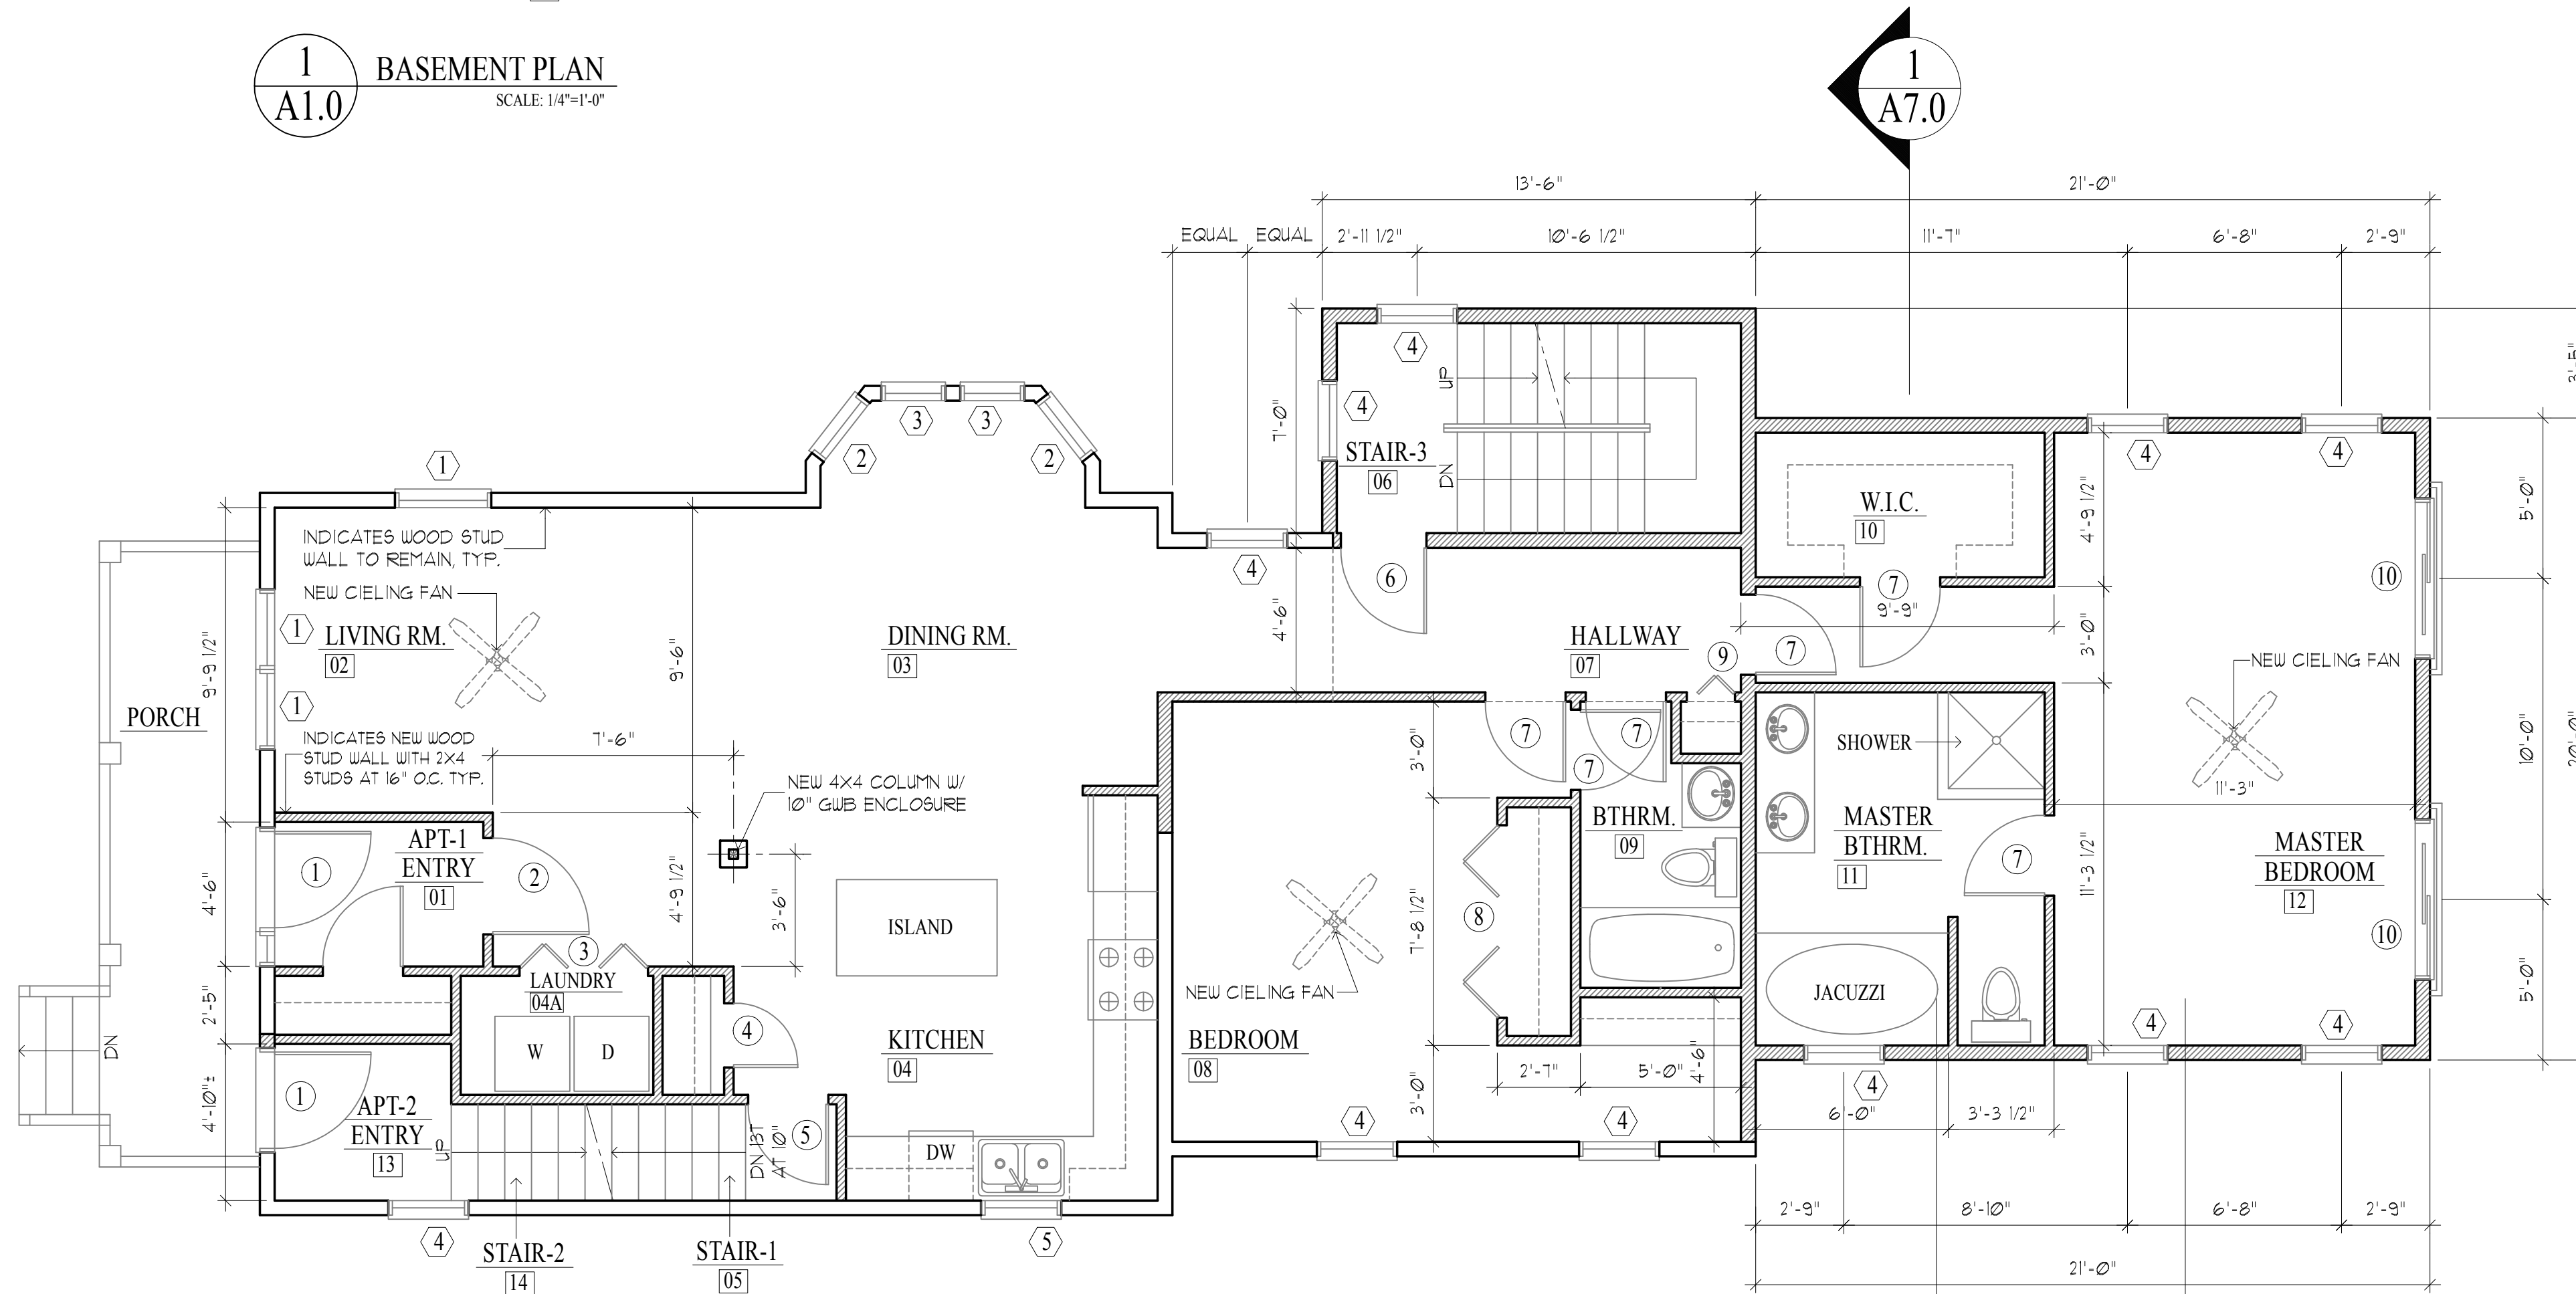 1
A1.0
BASEMENT PLAN
SCALE: 1/4"=1'-0"
1
A7.0
13'-6"
21'-0"
EQUAL
EQUAL
2'-11 1/2"
10'-6 1/2"
11'-7"
6'-8"
2'-9"
7'-0"
4
4
STAIR-3
06
UP
DN
3
3
2
2
1
4
4
4
W.I.C.
10
4'-9 1/2"
5'-0"
INDICATES WOOD STUD
WALL TO REMAIN, TYP.
NEW CIELING FAN
1
LIVING RM.
02
1
9'-9 1/2"
9'-6"
DINING RM.
03
4'-6"
6
HALLWAY
07
9
7
7
9'-9"
3'-0"
10
NEW CIELING FAN
PORCH
INDICATES NEW WOOD
STUD WALL WITH 2X4
STUDS AT 16" O.C. TYP.
7'-6"
NEW 4X4 COLUMN W/
10" GWB ENCLOSURE
3'-0"
7
7
7
SHOWER
10'-0"
11'-3"
APT-1
ENTRY
01
1
2
4'-6"
4'-9 1/2"
3'-6"
ISLAND
7'-8 1/2"
8
BTHRM.
09
MASTER
BTHRM.
11
7
11'-3 1/2"
MASTER
BEDROOM
12
10
3
LAUNDRY
04A
W
D
4
2'-5"
KITCHEN
04
NEW CIELING FAN
BEDROOM
08
JACUZZI
4
4
5'-0"
DN
4'-10"±
1
APT-2
ENTRY
13
UP
DN 13T
AT 10"
5
DW
3'-0"
2'-7"
5'-0"
4'-6"
4
4
4
6'-0"
3'-3 1/2"
4
STAIR-2
14
STAIR-1
05
5
2'-9"
8'-10"
6'-8"
2'-9"
21'-0"